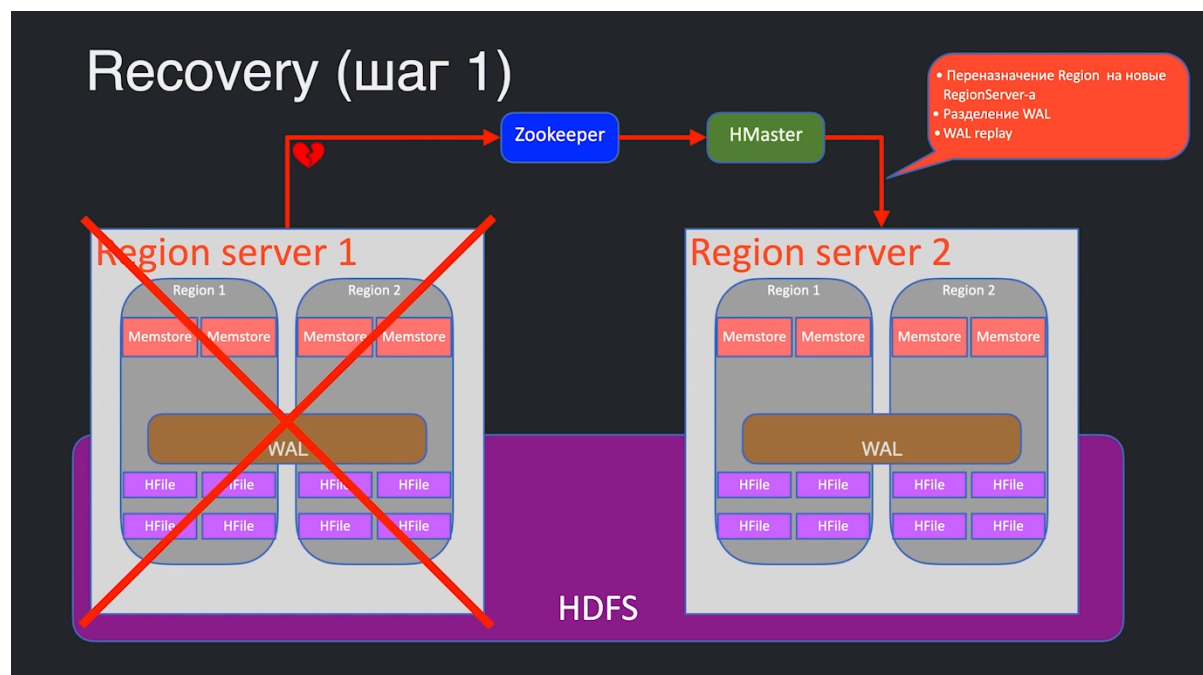 Recovery (шаг 1)
• Переназначение Region на новые
RegionServer-а
• Разделение WAL
• WAL replay
Zookeeper
HMaster
Region server 1
Region 1
Region 2
Memstore
Memstore
Memstore
Memstore
WAL
HFile
HFile
HFile
HFile
HFile
HFile
HFile
HFile
Region server 2
Region 1
Region 2
Memstore
Memstore
Memstore
Memstore
WAL
HFile
HFile
HFile
HFile
HFile
HFile
HFile
HFile
HDFS